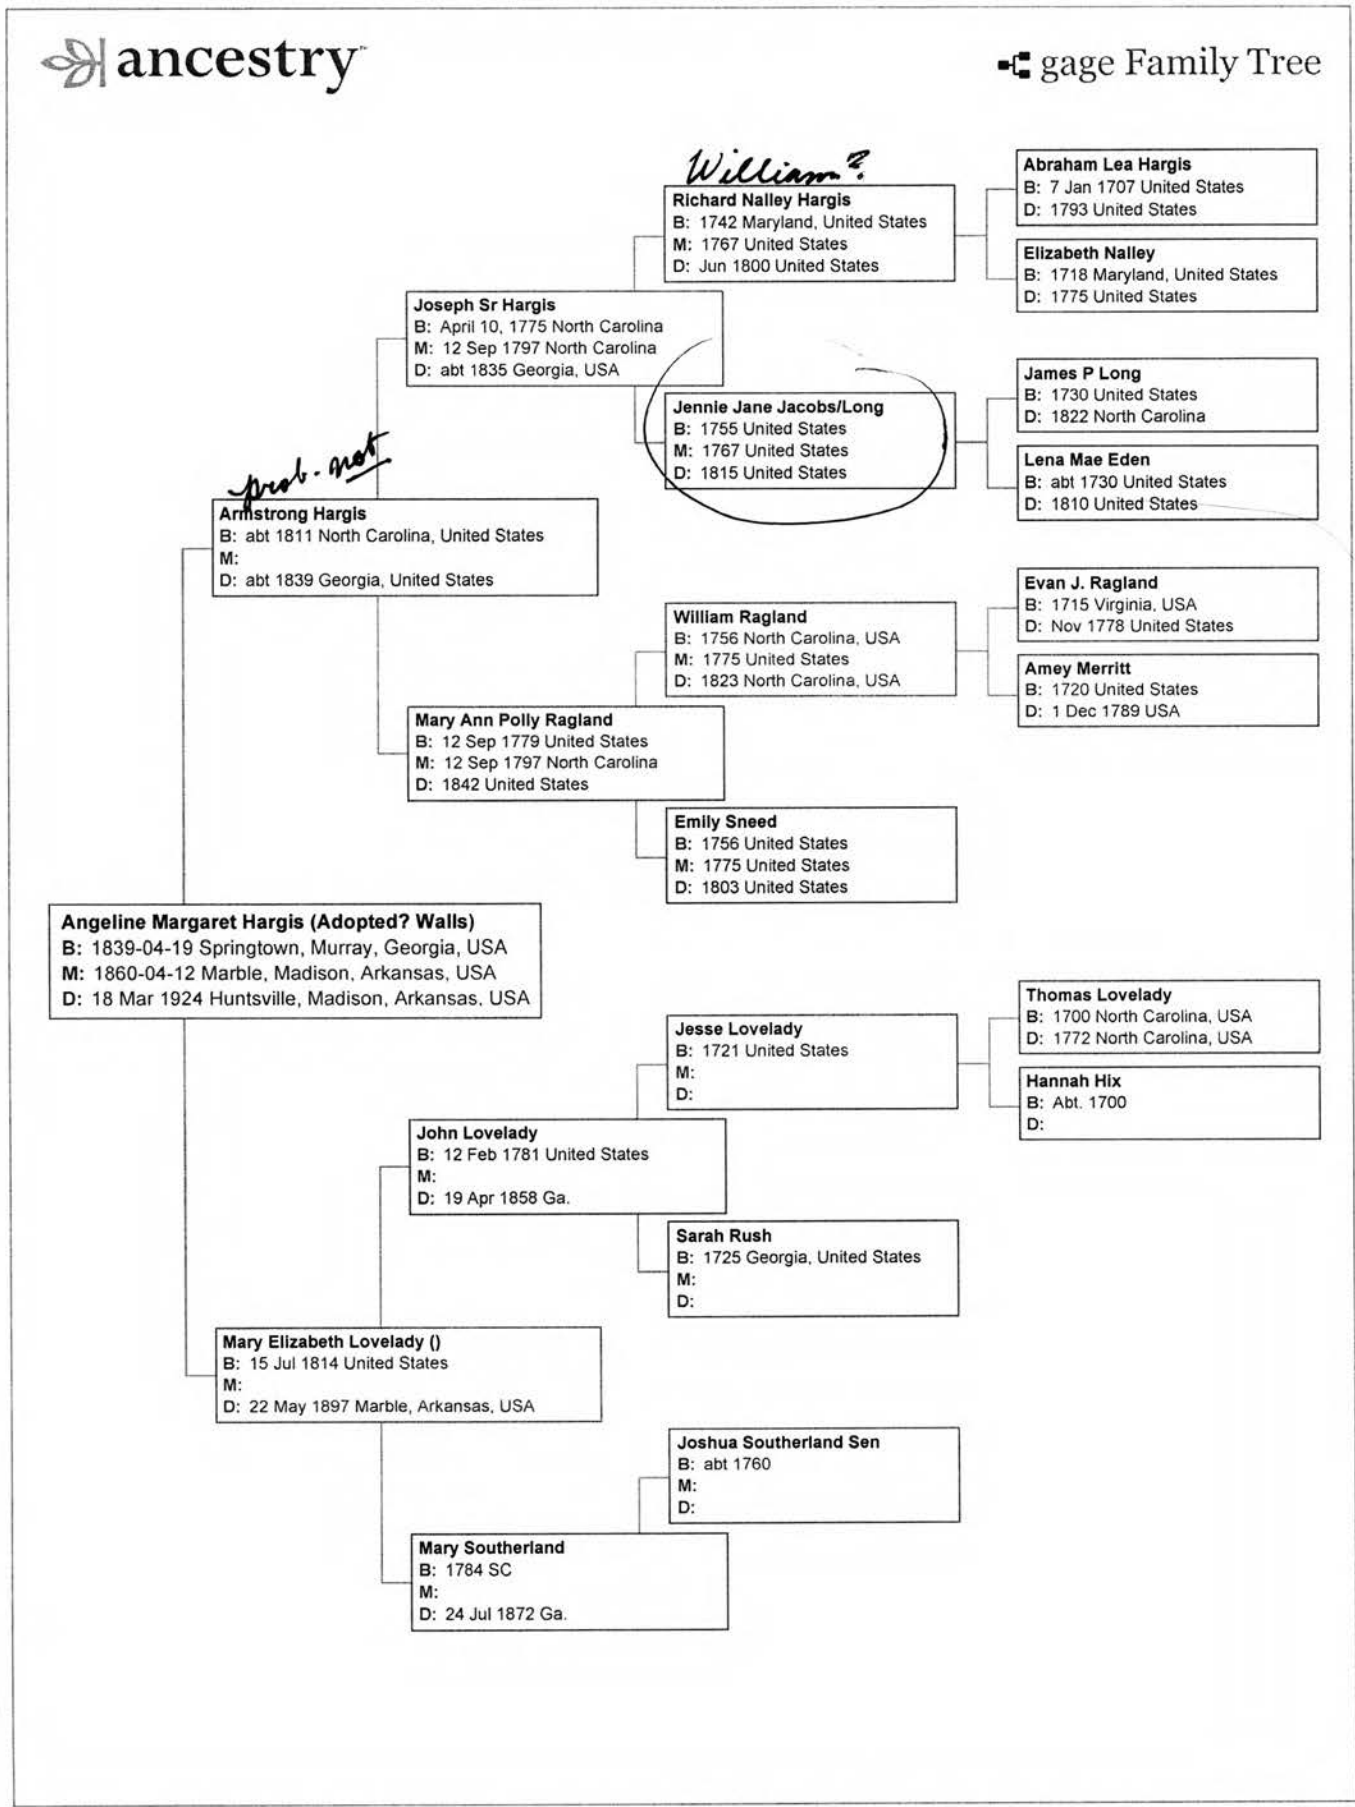 ancestry
gage Family Tree
William?
Richard Nalley Hargis
B: 1742 Maryland, United States
M: 1767 United States
D: Jun 1800 United States
Abraham Lea Hargis
B: 7 Jan 1707 United States
D: 1793 United States
Elizabeth Nalley
B: 1718 Maryland, United States
D: 1775 United States
Joseph Sr Hargis
B: April 10, 1775 North Carolina
M: 12 Sep 1797 North Carolina
D: abt 1835 Georgia, USA
Jennie Jane Jacobs/Long
B: 1755 United States
M: 1767 United States
D: 1815 United States
James P Long
B: 1730 United States
D: 1822 North Carolina
Lena Mae Eden
B: abt 1730 United States
D: 1810 United States
prob. not
Armstrong Hargis
B: abt 1811 North Carolina, United States
M:
D: abt 1839 Georgia, United States
William Ragland
B: 1756 North Carolina, USA
M: 1775 United States
D: 1823 North Carolina, USA
Evan J. Ragland
B: 1715 Virginia, USA
D: Nov 1778 United States
Amey Merritt
B: 1720 United States
D: 1 Dec 1789 USA
Mary Ann Polly Ragland
B: 12 Sep 1779 United States
M: 12 Sep 1797 North Carolina
D: 1842 United States
Emily Sneed
B: 1756 United States
M: 1775 United States
D: 1803 United States
Angeline Margaret Hargis (Adopted? Walls)
B: 1839-04-19 Springtown, Murray, Georgia, USA
M: 1860-04-12 Marble, Madison, Arkansas, USA
D: 18 Mar 1924 Huntsville, Madison, Arkansas, USA
Jesse Lovelady
B: 1721 United States
M:
D:
Thomas Lovelady
B: 1700 North Carolina, USA
D: 1772 North Carolina, USA
Hannah Hix
B: Abt. 1700
D:
John Lovelady
B: 12 Feb 1781 United States
M:
D: 19 Apr 1858 Ga.
Sarah Rush
B: 1725 Georgia, United States
M:
D:
Mary Elizabeth Lovelady ()
B: 15 Jul 1814 United States
M:
D: 22 May 1897 Marble, Arkansas, USA
Joshua Southerland Sen
B: abt 1760
M:
D:
Mary Southerland
B: 1784 SC
M:
D: 24 Jul 1872 Ga.